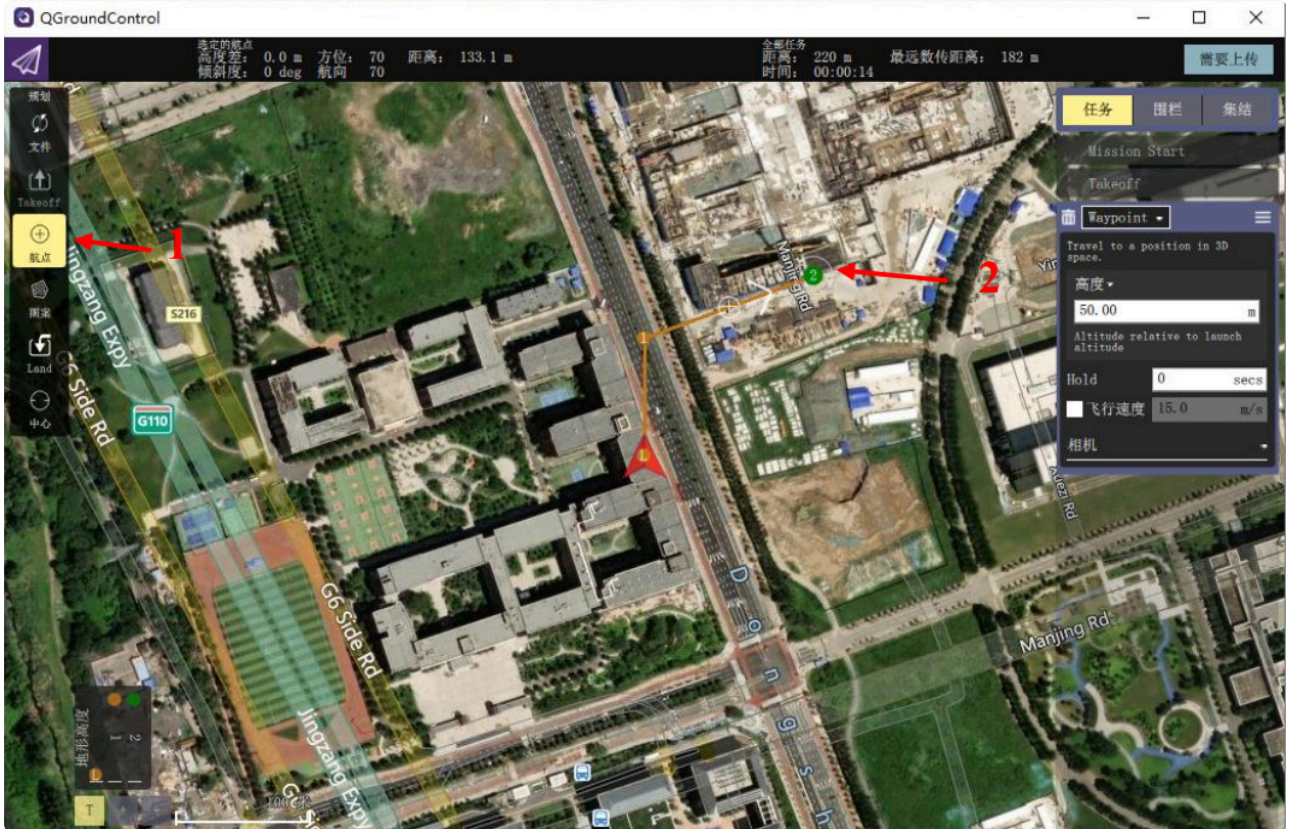 QGroundControl
选定的航点
高度差: 0.0 m 方位: 70 距离: 133.1 m
倾斜度: 0 deg 航向 70
全部任务
距离: 220 m 最远数传距离: 182 m
时间: 00:00:14
需要上传
规划
文件
Takeoff
航点
图案
Land
中心
任务
围栏
集结
Mission Start
Takeoff
Waypoint
Travel to a position in 3D
space.
高度
50.00 m
Altitude relative to launch
altitude
Hold 0 secs
飞行速度 15.0 m/s
相机
1
2
2
1
L
Manjing Rd
Jingzang Expy
S216
G110
G6 Side Rd
G6 Side Rd
Jingzang Expy
Xuezi Rd
Manjing Rd
D
o
n
g
s
h
地形高度
2
1
L
T